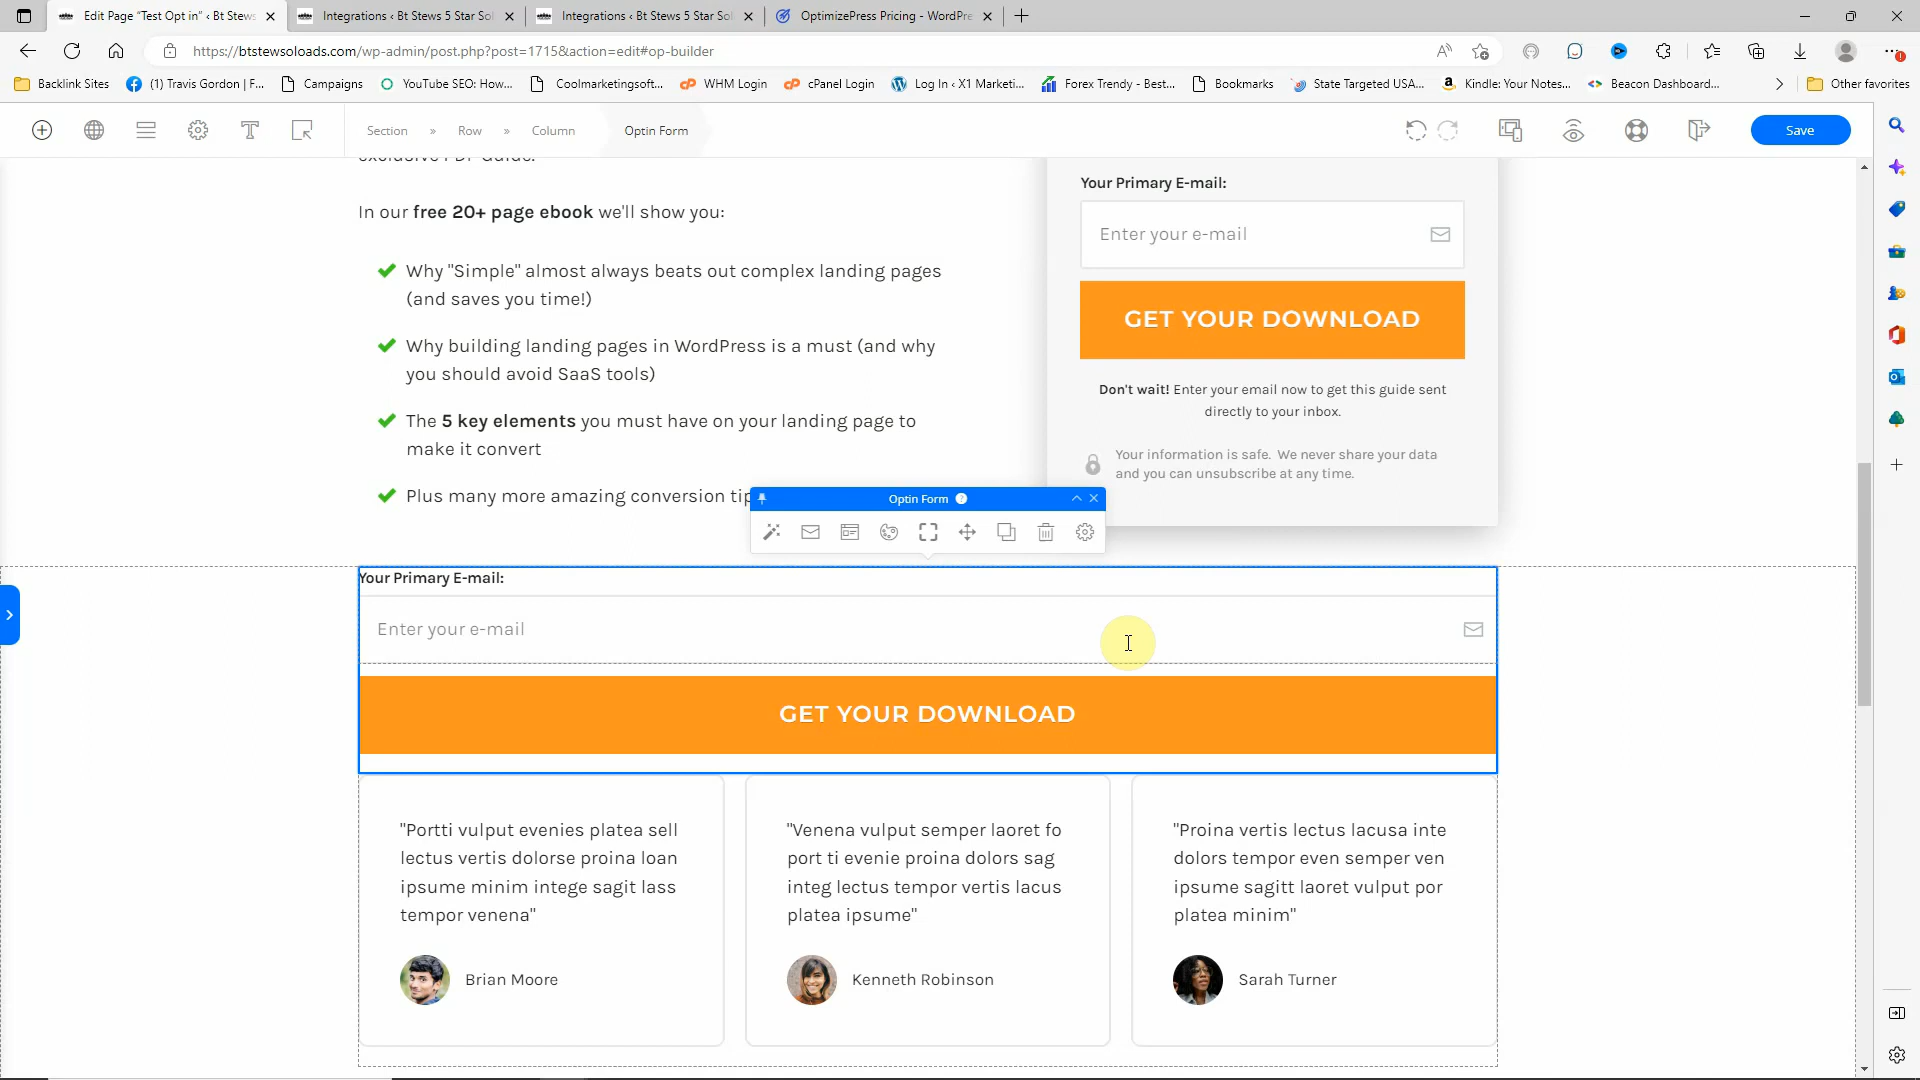 Edit Page "Test Opt in" ‹ Bt Stews
Integrations ‹ Bt Stews 5 Star Sol
Integrations ‹ Bt Stews 5 Star Sol
OptimizePress Pricing - WordPre
https://btstewsoloads.com/wp-admin/post.php?post=1715&action=edit#op-builder
Backlink Sites
(1) Travis Gordon | F...
Campaigns
YouTube SEO: How...
Coolmarketingsoft...
WHM Login
cPanel Login
Log In ‹ X1 Marketi...
Forex Trendy - Best...
Bookmarks
State Targeted USA...
Kindle: Your Notes...
Beacon Dashboard...
Other favorites
Section » Row » Column Optin Form
Save
exclusive PDF Guide.
In our free 20+ page ebook we'll show you:
Why "Simple" almost always beats out complex landing pages
(and saves you time!)
Why building landing pages in WordPress is a must (and why
you should avoid SaaS tools)
The 5 key elements you must have on your landing page to
make it convert
Plus many more amazing conversion tip
Your Primary E-mail:
Enter your e-mail
GET YOUR DOWNLOAD
Don't wait! Enter your email now to get this guide sent
directly to your inbox.
Your information is safe. We never share your data
and you can unsubscribe at any time.
Optin Form ?
Your Primary E-mail:
Enter your e-mail
GET YOUR DOWNLOAD
"Portti vulput evenies platea sell
lectus vertis dolorse proina loan
ipsume minim intege sagit lass
tempor venena"
Brian Moore
"Venena vulput semper laoret fo
port ti evenie proina dolors sag
integ lectus tempor vertis lacus
platea ipsume"
Kenneth Robinson
"Proina vertis lectus lacusa inte
dolors tempor even semper ven
ipsume sagitt laoret vulput por
platea minim"
Sarah Turner